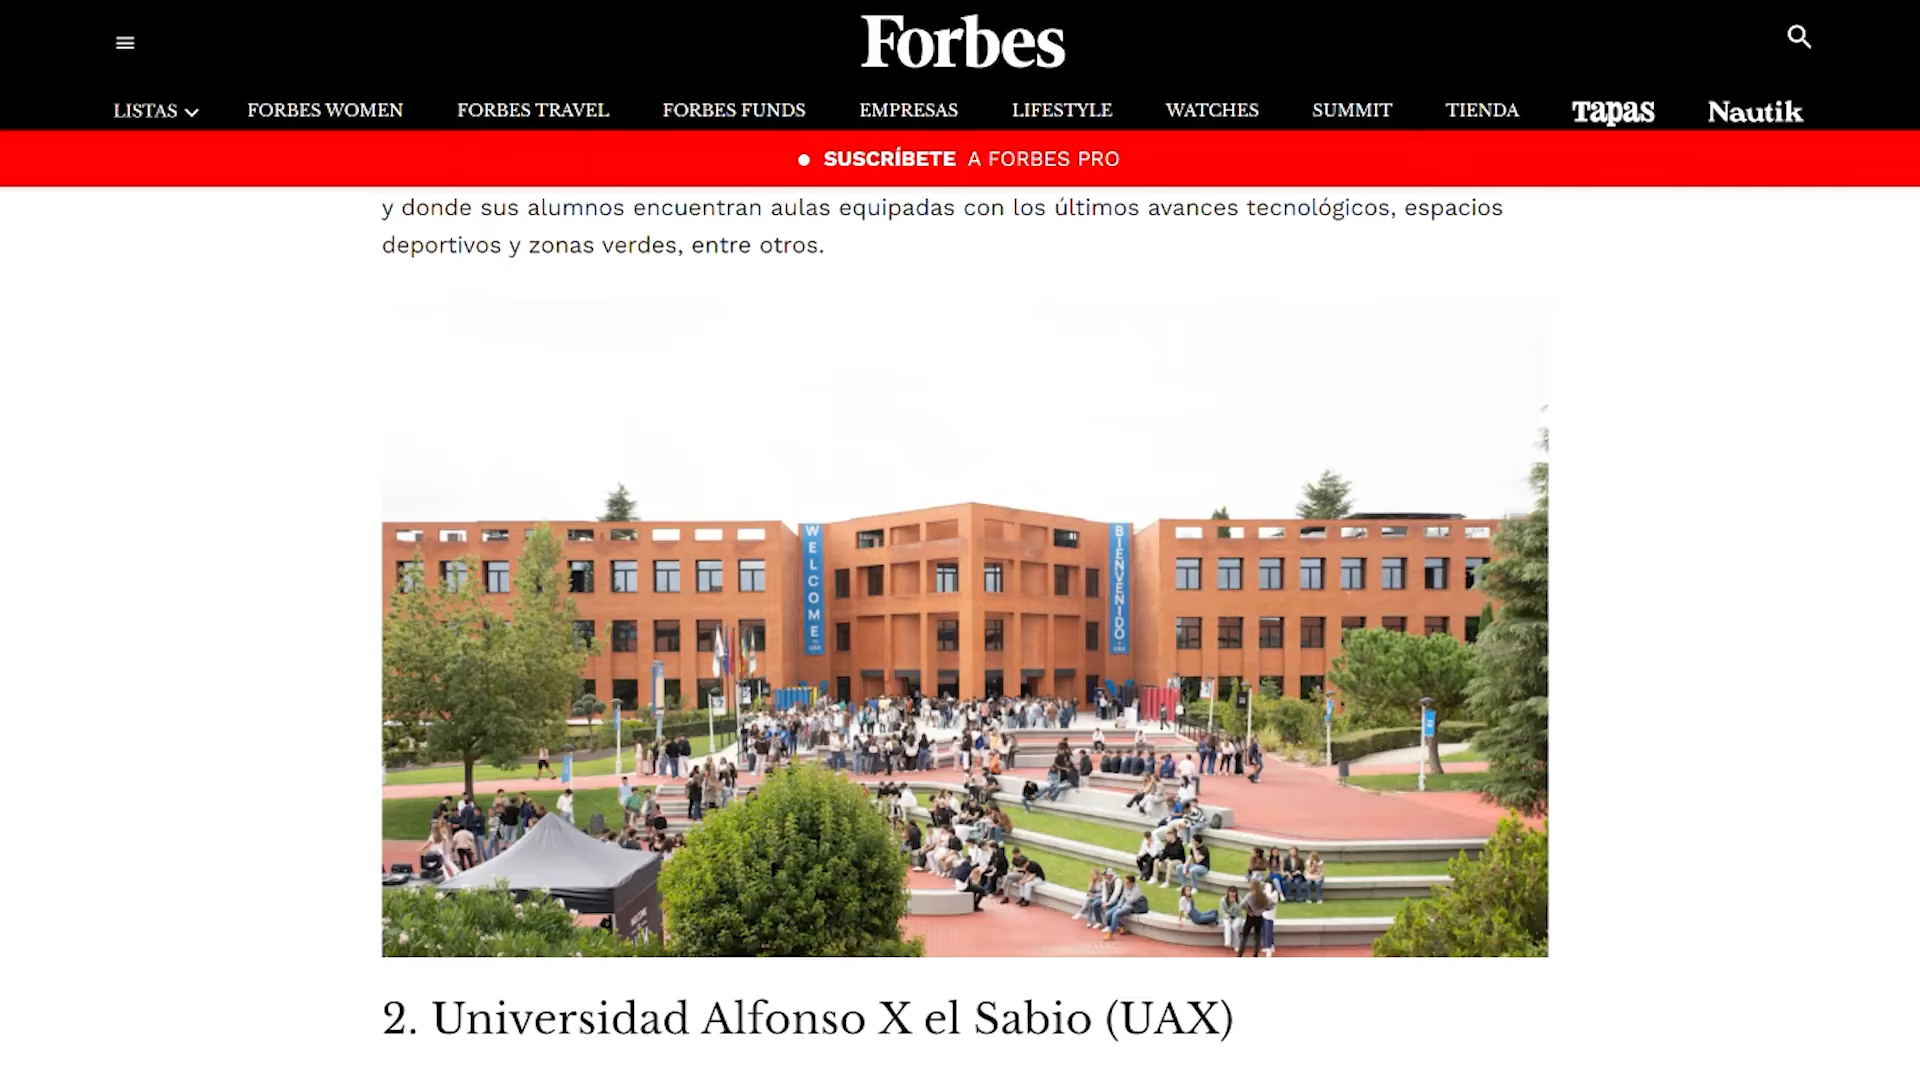 Forbes
LISTAS
FORBES WOMEN
FORBES TRAVEL
FORBES FUNDS
EMPRESAS
LIFESTYLE
WATCHES
SUMMIT
TIENDA
Tapas
Nautik
SUSCRÍBETE A FORBES PRO
y donde sus alumnos encuentran aulas equipadas con los últimos avances tecnológicos, espacios
deportivos y zonas verdes, entre otros.
WELCOME
UAX
BIENVENIDO
UAX
2. Universidad Alfonso X el Sabio (UAX)